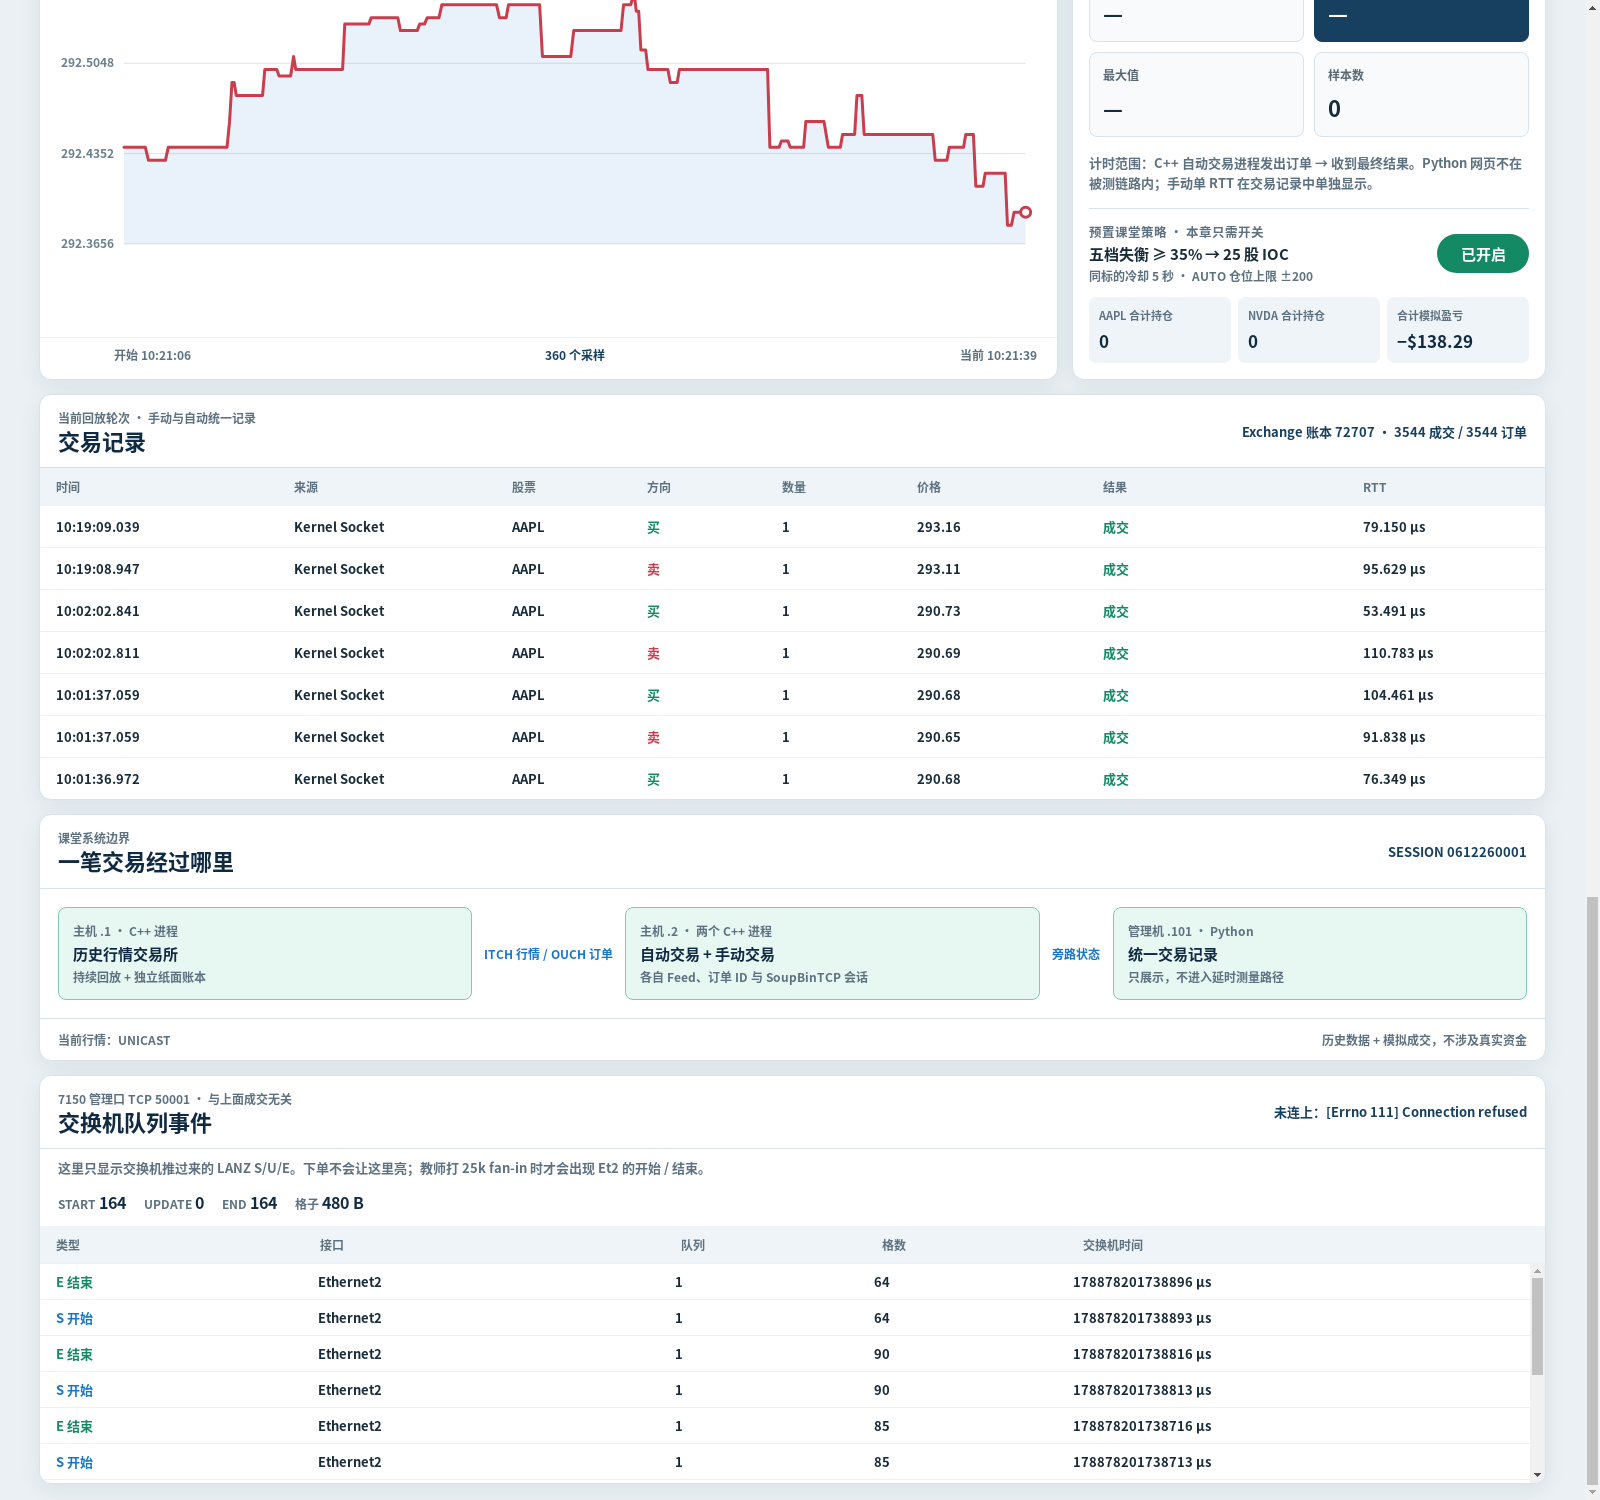 292.5048
292.4352
292.3656
开始 10:21:06
360 个采样
当前 10:21:39
—
—
最大值
—
样本数
0
计时范围：C++ 自动交易进程发出订单 → 收到最终结果。Python 网页不在
被测链路内；手动单 RTT 在交易记录中单独显示。
预置课堂策略 · 本章只需开关
五档失衡 ≥ 35% → 25 股 IOC
同标的冷却 5 秒 · AUTO 仓位上限 ±200
已开启
AAPL 合计持仓
0
NVDA 合计持仓
0
合计模拟盈亏
−$138.29
当前回放轮次 · 手动与自动统一记录
交易记录
Exchange 账本 72707 · 3544 成交 / 3544 订单
时间 来源 股票 方向 数量 价格 结果 RTT
10:19:09.039 Kernel Socket AAPL 买 1 293.16 成交 79.150 µs
10:19:08.947 Kernel Socket AAPL 卖 1 293.11 成交 95.629 µs
10:02:02.841 Kernel Socket AAPL 买 1 290.73 成交 53.491 µs
10:02:02.811 Kernel Socket AAPL 卖 1 290.69 成交 110.783 µs
10:01:37.059 Kernel Socket AAPL 买 1 290.68 成交 104.461 µs
10:01:37.059 Kernel Socket AAPL 卖 1 290.65 成交 91.838 µs
10:01:36.972 Kernel Socket AAPL 买 1 290.68 成交 76.349 µs
课堂系统边界
一笔交易经过哪里
SESSION 0612260001
主机 .1 · C++ 进程
历史行情交易所
持续回放 + 独立纸面账本
ITCH 行情 / OUCH 订单
主机 .2 · 两个 C++ 进程
自动交易 + 手动交易
各自 Feed、订单 ID 与 SoupBinTCP 会话
旁路状态
管理机 .101 · Python
统一交易记录
只展示，不进入延时测量路径
当前行情：UNICAST
历史数据 + 模拟成交，不涉及真实资金
7150 管理口 TCP 50001 · 与上面成交无关
交换机队列事件
未连上：[Errno 111] Connection refused
这里只显示交换机推过来的 LANZ S/U/E。下单不会让这里亮；教师打 25k fan-in 时才会出现 Et2 的开始 / 结束。
START 164 UPDATE 0 END 164 格子 480 B
类型 接口 队列 格数 交换机时间
E 结束 Ethernet2 1 64 178878201738896 µs
S 开始 Ethernet2 1 64 178878201738893 µs
E 结束 Ethernet2 1 90 178878201738816 µs
S 开始 Ethernet2 1 90 178878201738813 µs
E 结束 Ethernet2 1 85 178878201738716 µs
S 开始 Ethernet2 1 85 178878201738713 µs